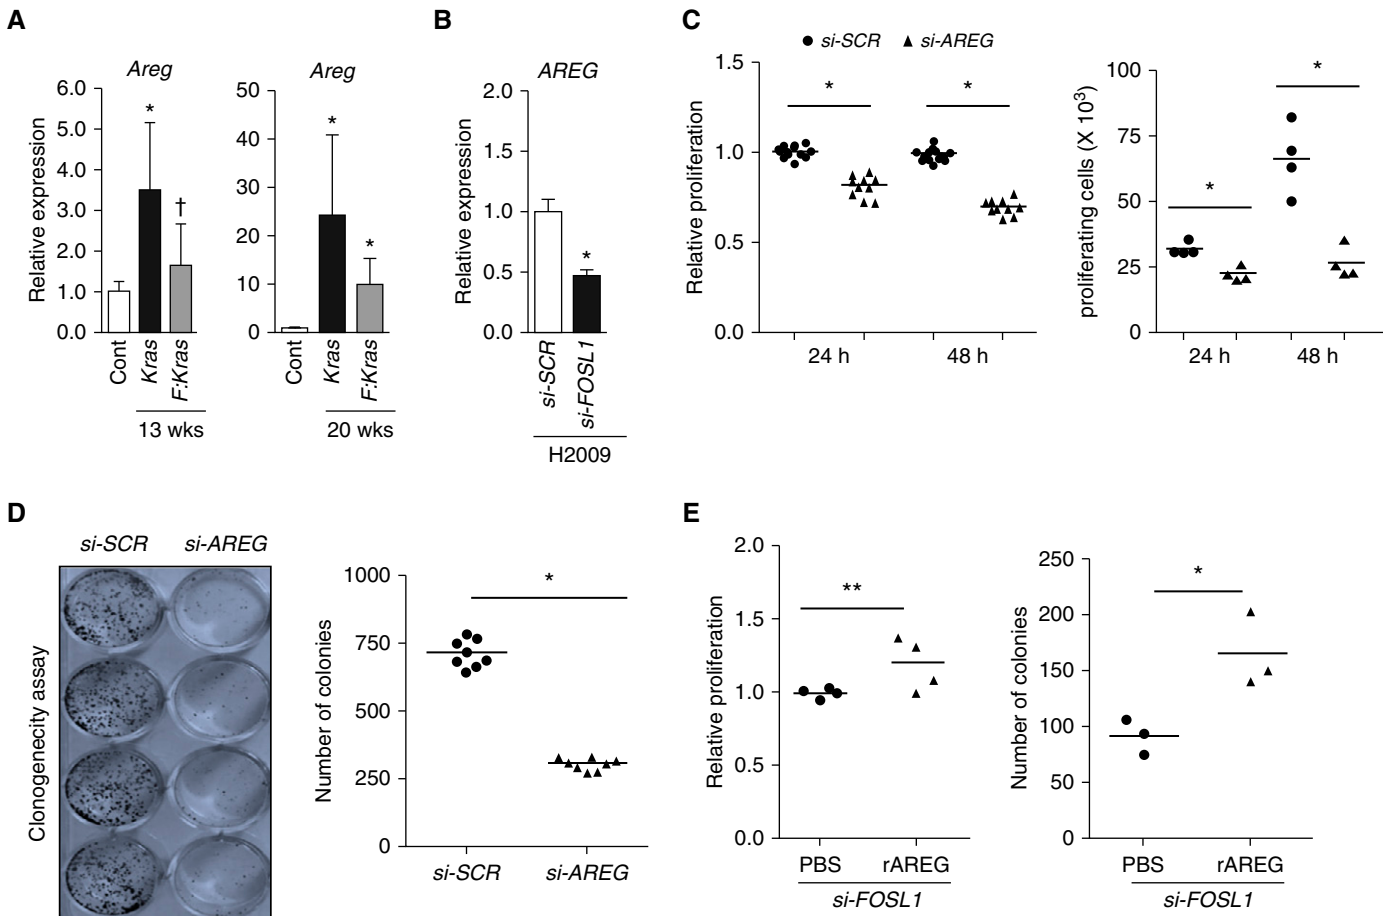 A
Areg
Relative expression
6.0
5.0
4.0
3.0
2.0
1.0
0.0
*
†
Cont
Kras
F:Kras
13 wks
Areg
50
40
30
20
10
0
*
*
Cont
Kras
F:Kras
20 wks
B
AREG
Relative expression
2.0
1.5
1.0
0.5
0.0
*
si-SCR
si-FOSL1
H2009
C
si-SCR si-AREG
Relative proliferation
1.5
1.0
0.5
0.0
*
*
24 h 48 h
proliferating cells (X 10³)
100
75
50
25
0
*
*
24 h 48 h
D
si-SCR si-AREG
Clonogenecity assay
Number of colonies
1000
750
500
250
0
*
si-SCR si-AREG
E
Relative proliferation
2.0
1.5
1.0
0.5
0.0
**
PBS rAREG
si-FOSL1
Number of colonies
250
200
150
100
50
0
*
PBS rAREG
si-FOSL1